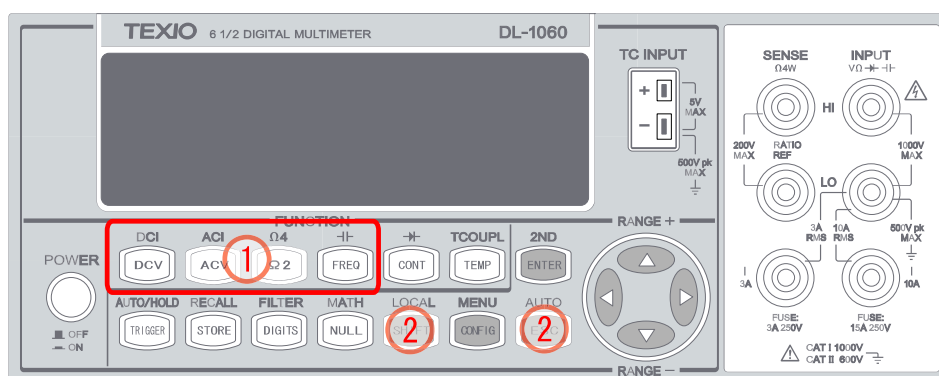 TEXIO 6 1/2 DIGITAL MULTIMETER DL-1060
TC INPUT
+
−
5V
MAX
500V pk
MAX
SENSE
Ω4W
INPUT
VΩ
HI
200V
MAX
RATIO
REF
1000V
MAX
LO
3A
RMS
10A
RMS
500V pk
MAX
3A
10A
FUSE:
3A 250V
FUSE:
15A 250V
CAT I 1000V
CAT II 600V
FUNCTION
DCI ACI Ω4 TCOUPL 2ND
DCV ACV 1 Ω2 FREQ CONT TEMP ENTER
POWER
OFF
ON
AUTO/HOLD RECALL FILTER MATH LOCAL MENU AUTO
TRIGGER STORE DIGITS NULL SHIFT 2 CONFIG ESC 2
RANGE +
RANGE −